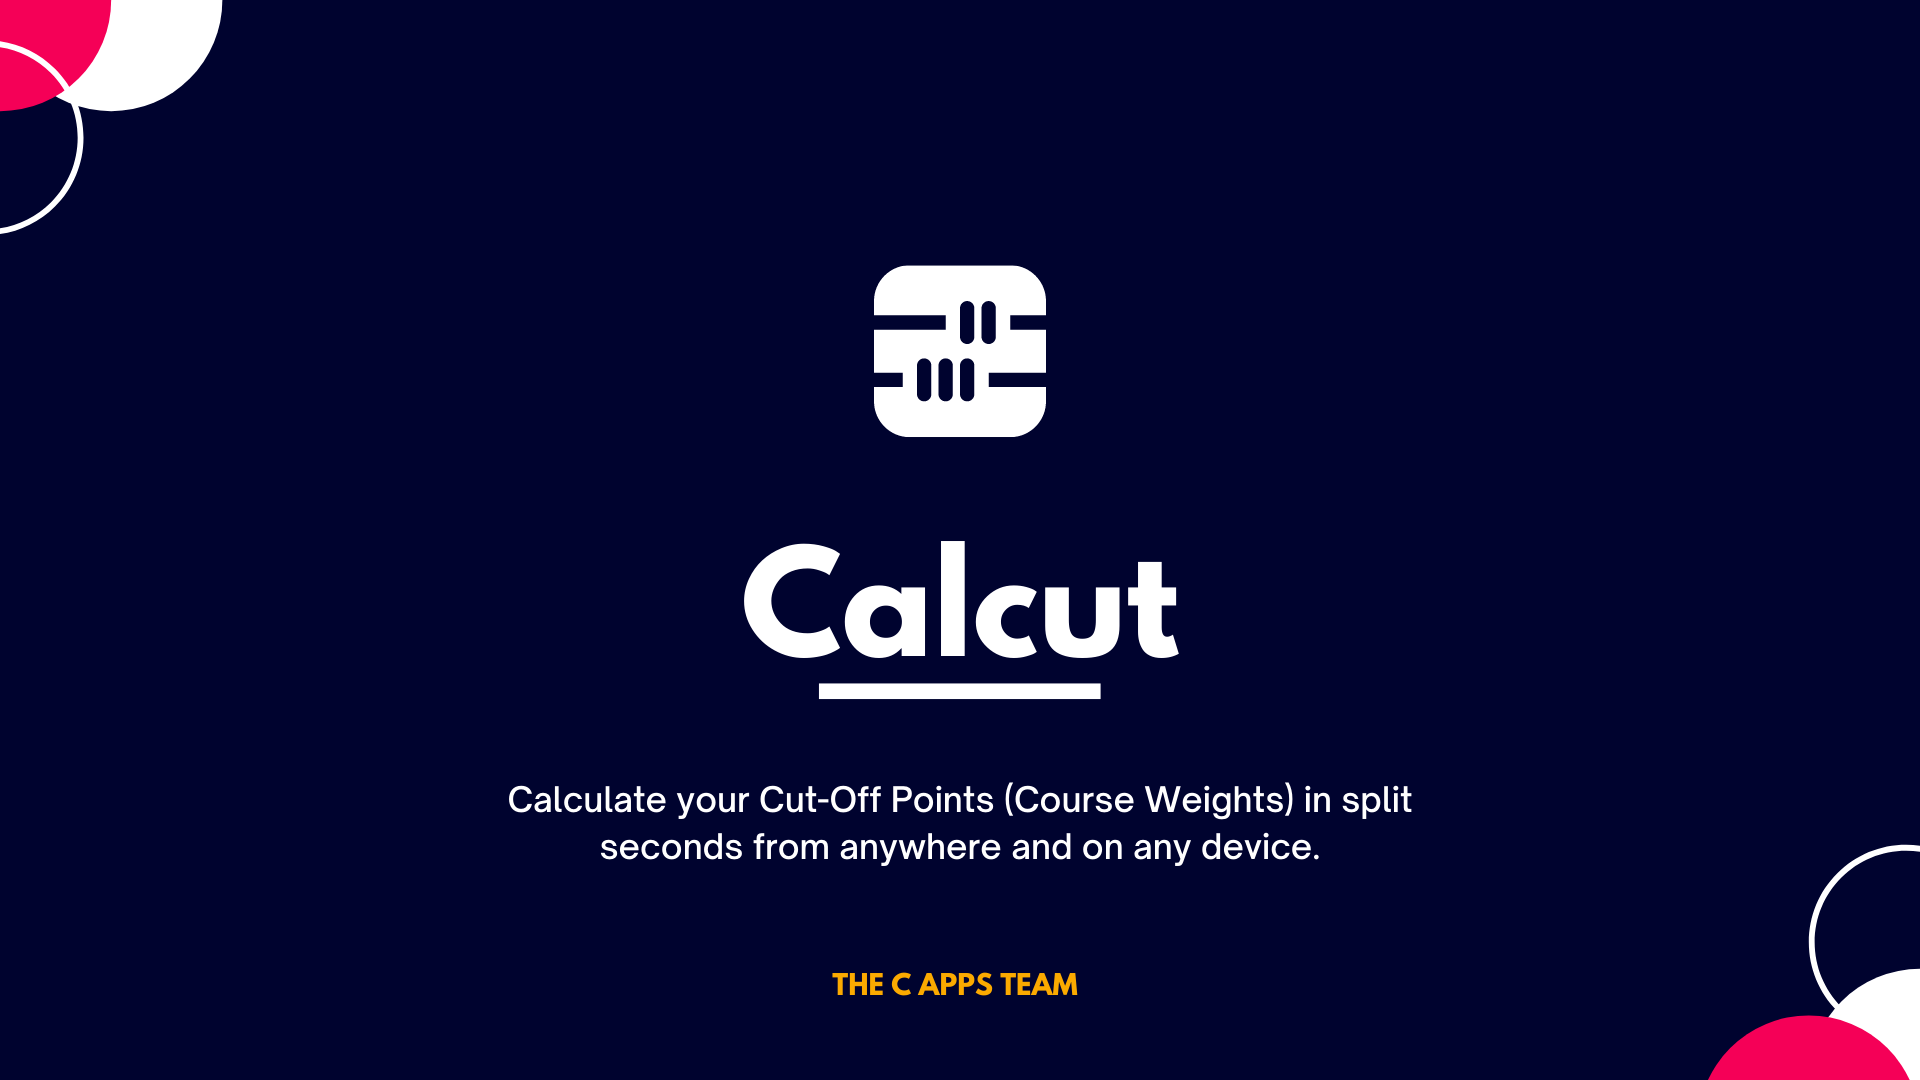 Calcut
Calculate your Cut-Off Points (Course Weights) in split
seconds from anywhere and on any device.
THE C APPS TEAM